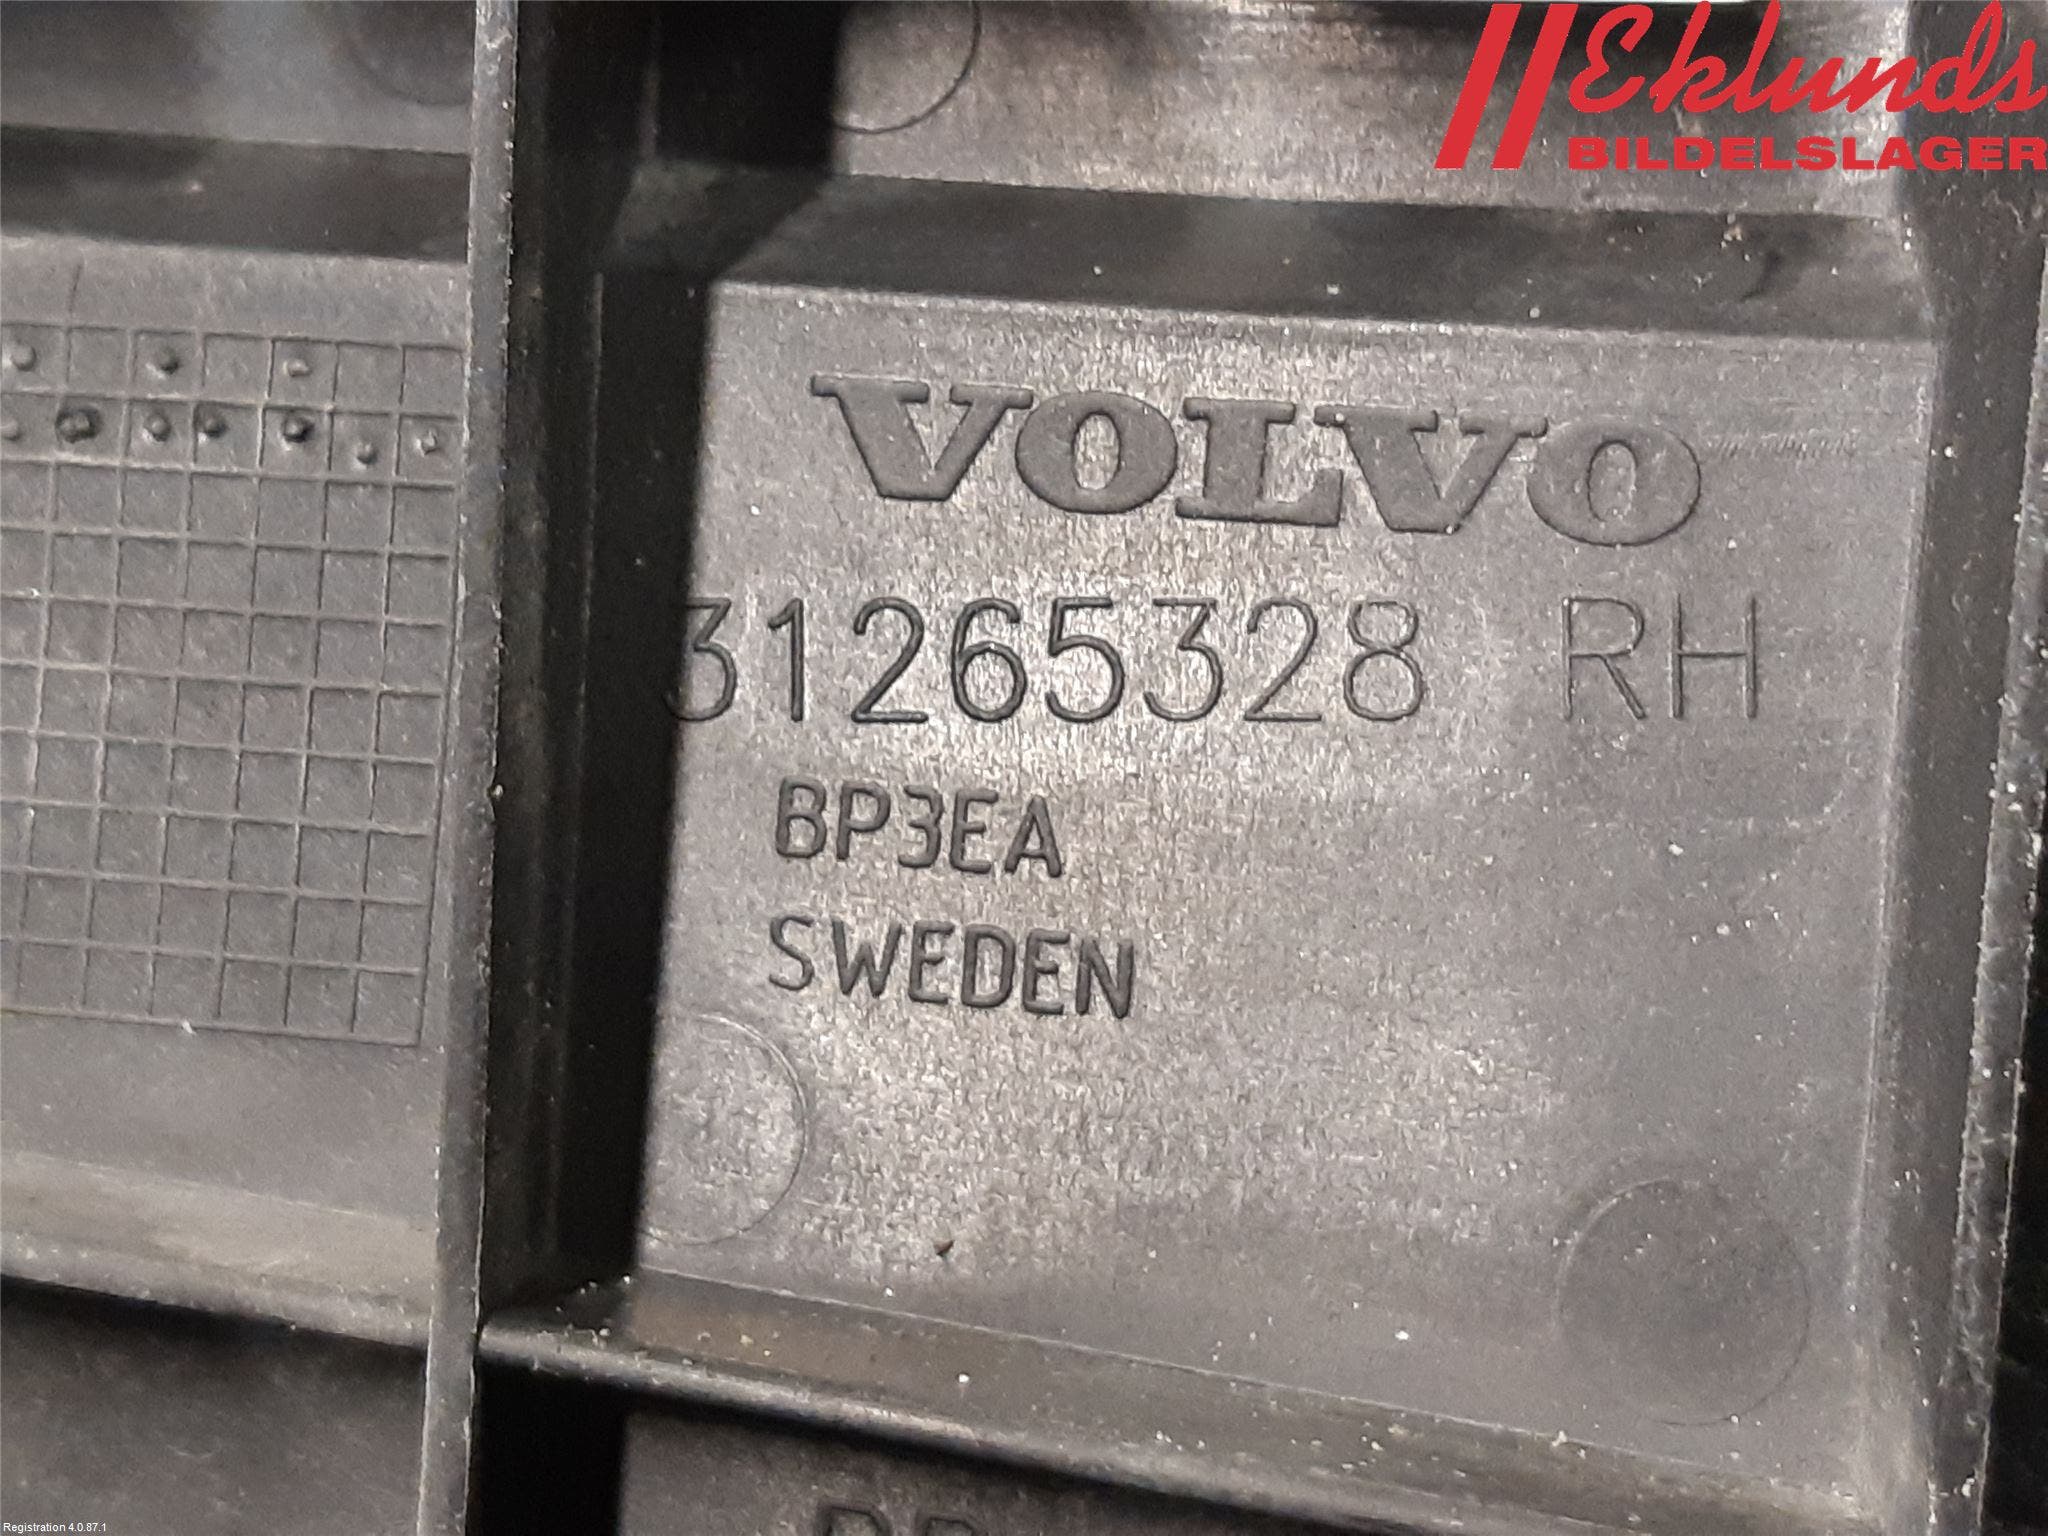 Eklunds
BILDELSLAGER
VOLVO
31265328 RH
BP3EA
SWEDEN
Registration 4.0.87.1